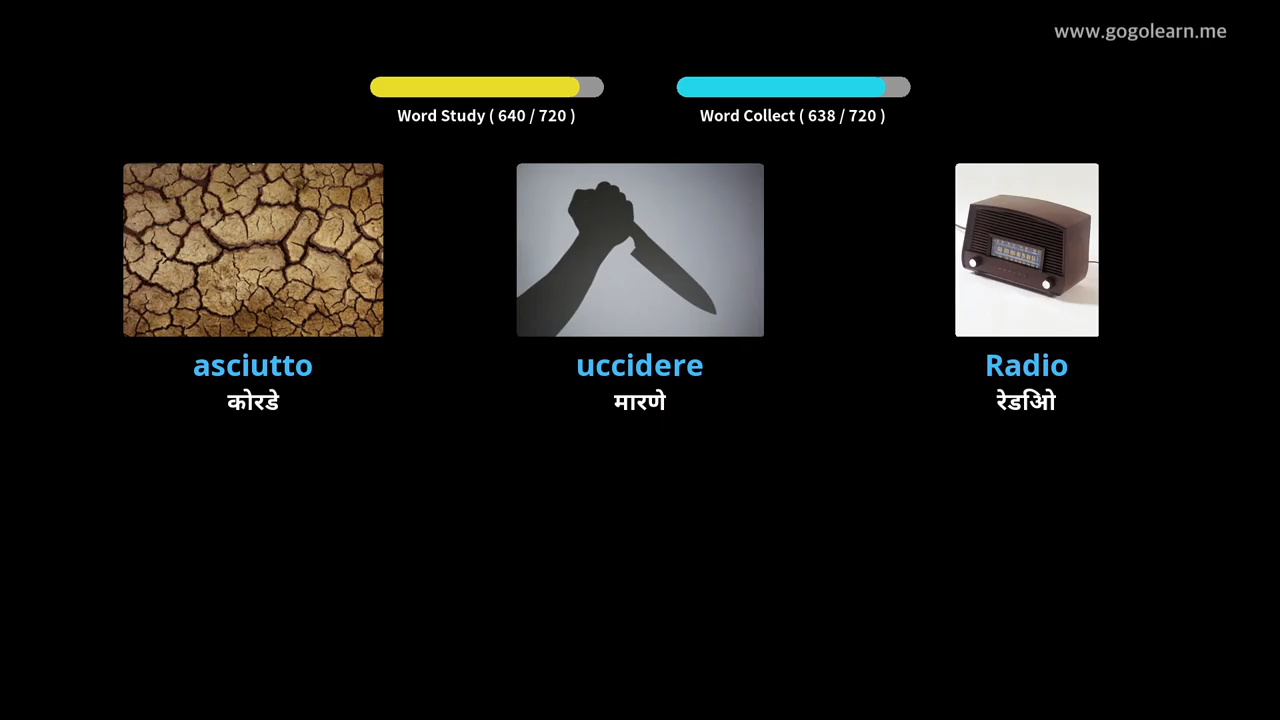 www.gogolearn.me
Word Study ( 640 / 720 )
Word Collect ( 638 / 720 )
asciutto
uccidere
Radio
कोरडे
मारणे
रेडिओ